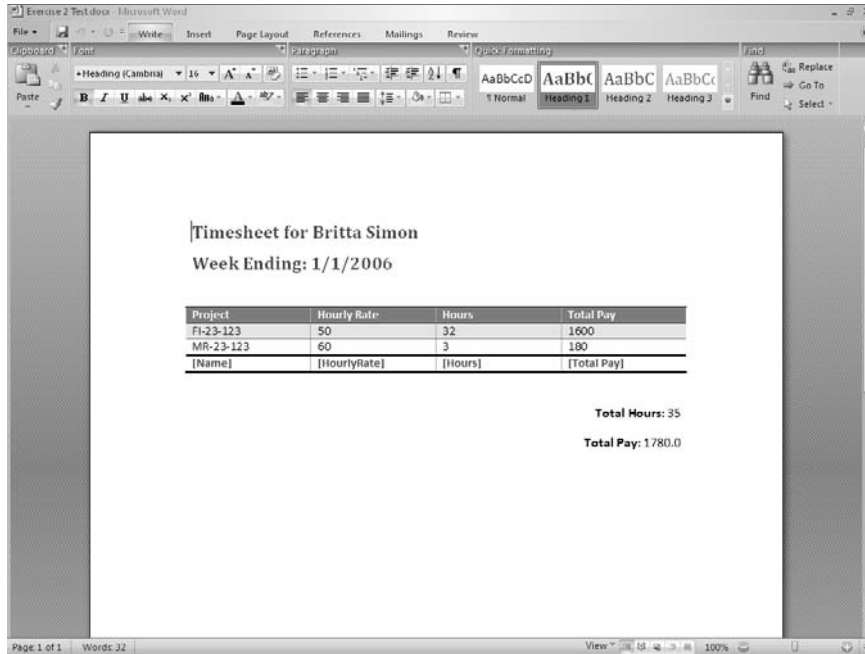 Exercise 2 Test.docx - Microsoft Word
File Write Insert Page Layout References Mailings Review
Clipboard Font Paragraph Quick Formatting Find
+Heading (Cambria) 16 A A
Paste
B I U abc X, x² A
AaBbCcD AaBb( AaBbC AaBbCc
¶ Normal Heading 1 Heading 2 Heading 3
Find
Replace
Go To
Select
Timesheet for Britta Simon
Week Ending: 1/1/2006
Project Hourly Rate Hours Total Pay
FI-23-123 50 32 1600
MR-23-123 60 3 180
[Name] [HourlyRate] [Hours] [Total Pay]
Total Hours: 35
Total Pay: 1780.0
Page: 1 of 1 Words: 32 View 100%